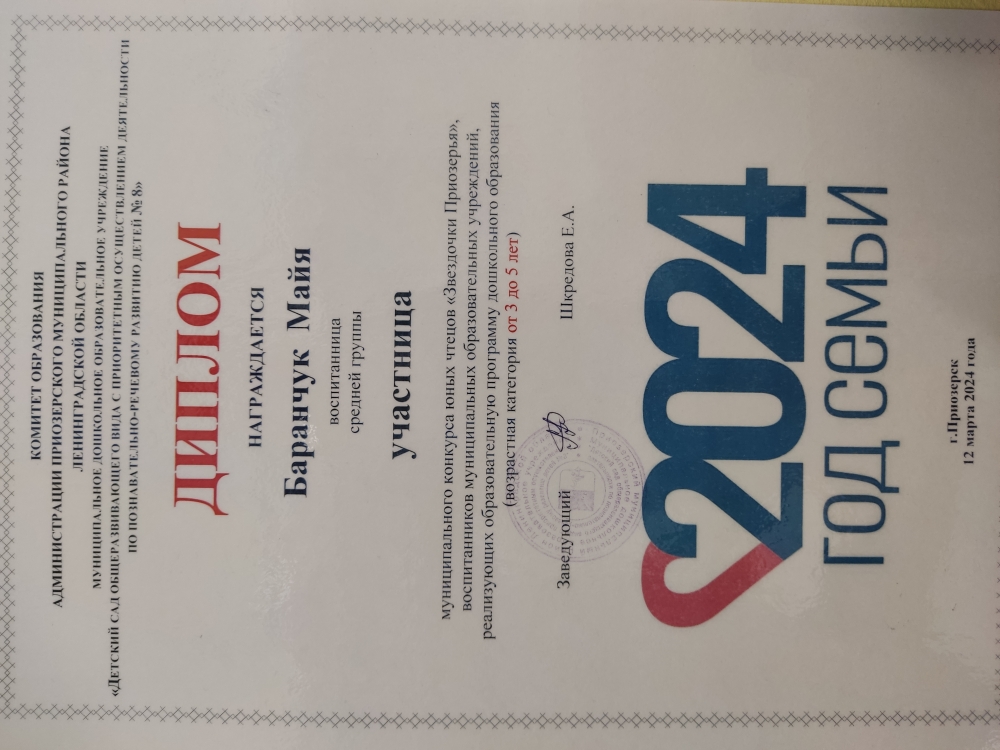 КОМИТЕТ ОБРАЗОВАНИЯ
АДМИНИСТРАЦИИ ПРИОЗЕРСКОГО МУНИЦИПАЛЬНОГО РАЙОНА
ЛЕНИНГРАДСКОЙ ОБЛАСТИ
МУНИЦИПАЛЬНОЕ ДОШКОЛЬНОЕ ОБРАЗОВАТЕЛЬНОЕ УЧРЕЖДЕНИЕ
«ДЕТСКИЙ САД ОБЩЕРАЗВИВАЮЩЕГО ВИДА С ПРИОРИТЕТНЫМ ОСУЩЕСТВЛЕНИЕМ ДЕЯТЕЛЬНОСТИ
ПО ПОЗНАВАТЕЛЬНО-РЕЧЕВОМУ РАЗВИТИЮ ДЕТЕЙ № 8»
ДИПЛОМ
НАГРАЖДАЕТСЯ
Баранчук Майя
воспитанница
средней группы
участница
муниципального конкурса юных чтецов «Звездочки Приозерья»,
воспитанников муниципальных образовательных учреждений,
реализующих образовательную программу дошкольного образования
(возрастная категория от 3 до 5 лет)
Заведующий Шкредова Е.А.
2024
ГОД СЕМЬИ
г.Приозерск
12 марта 2024 года